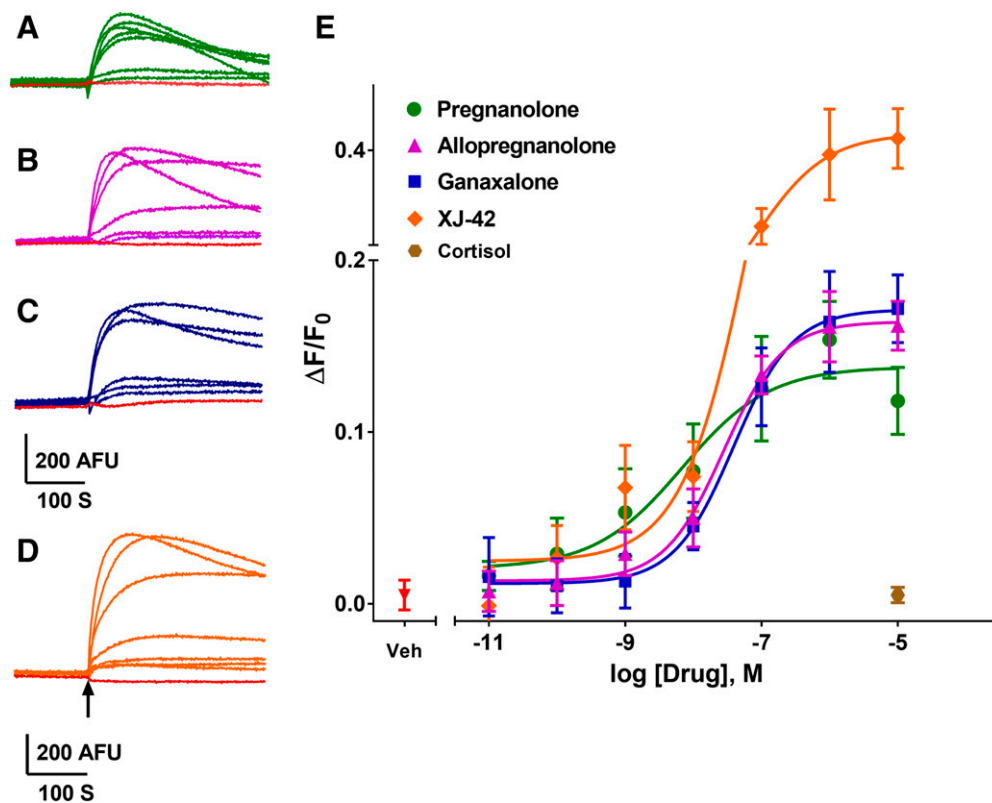 A
B
C
200 AFU
100 S
D
200 AFU
100 S
E
Pregnanolone
Allopregnanolone
Ganaxalone
XJ-42
Cortisol
0.4
0.2
0.1
0.0
ΔF/F0
Veh
-11 -9 -7 -5
log [Drug], M